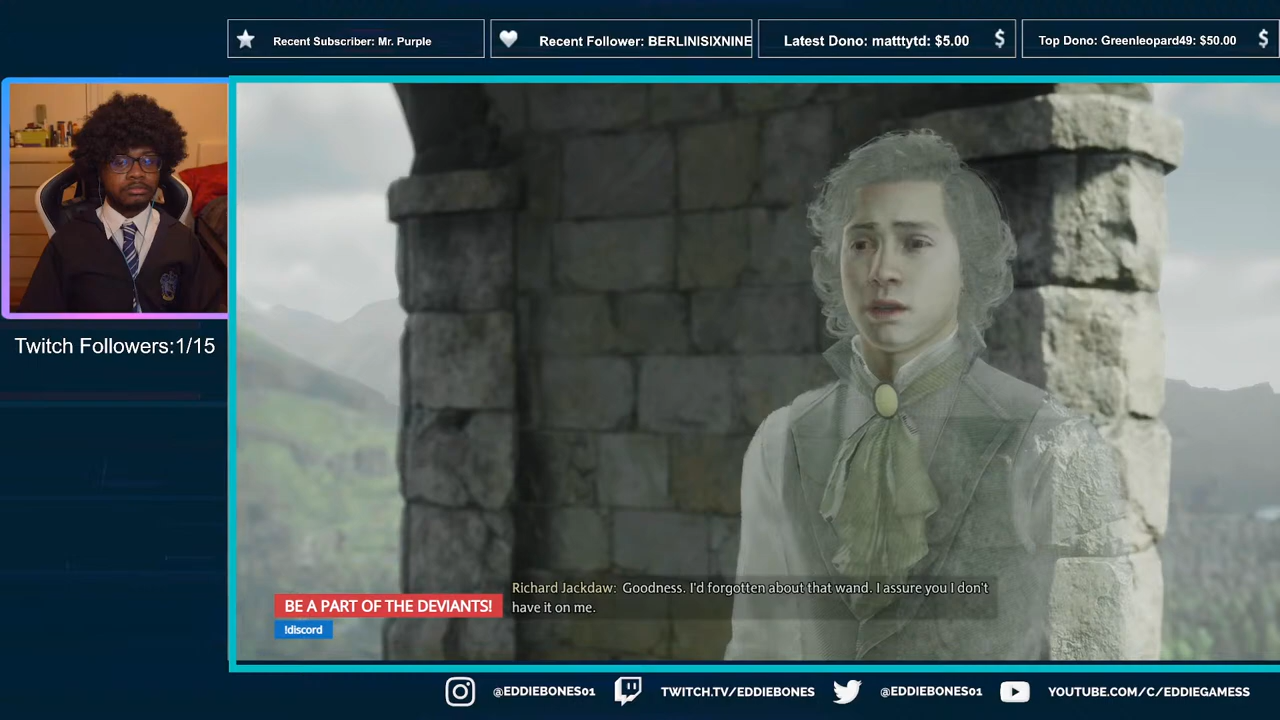 Recent Subscriber: Mr. Purple
Recent Follower: BERLINISIXNINE
Latest Dono: matttytd: $5.00
Top Dono: Greenleopard49: $50.00
Twitch Followers:1/15
Richard Jackdaw: Goodness. I'd forgotten about that wand. I assure you I don't
have it on me.
BE A PART OF THE DEVIANTS!
!discord
@EDDIEBONES01
TWITCH.TV/EDDIEBONES
@EDDIEBONES01
YOUTUBE.COM/C/EDDIEGAMESS